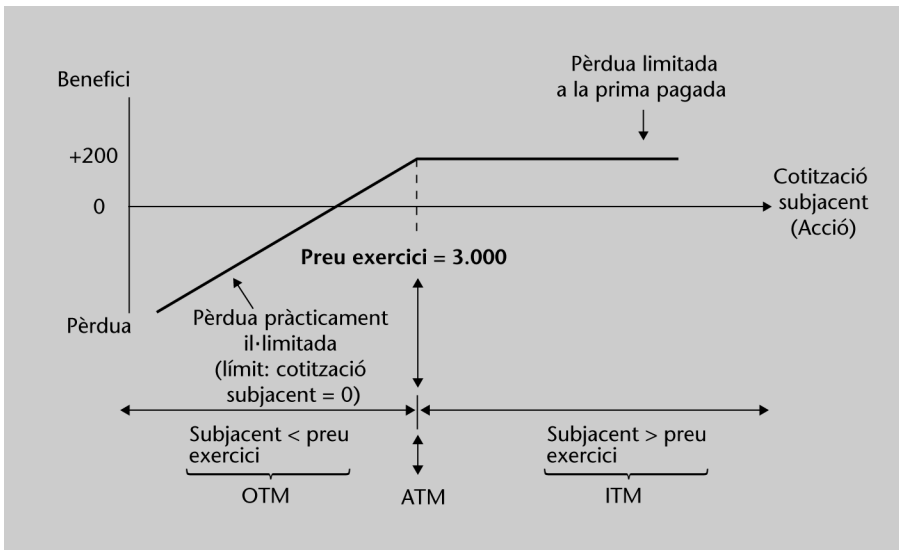 Benefici
Pèrdua limitada
a la prima pagada
+200
0
Cotització
subjacent
(Acció)
Preu exercici = 3.000
Pèrdua
Pèrdua pràcticament
il·limitada
(límit: cotització
subjacent = 0)
Subjacent < preu
exercici
Subjacent > preu
exercici
OTM
ATM
ITM